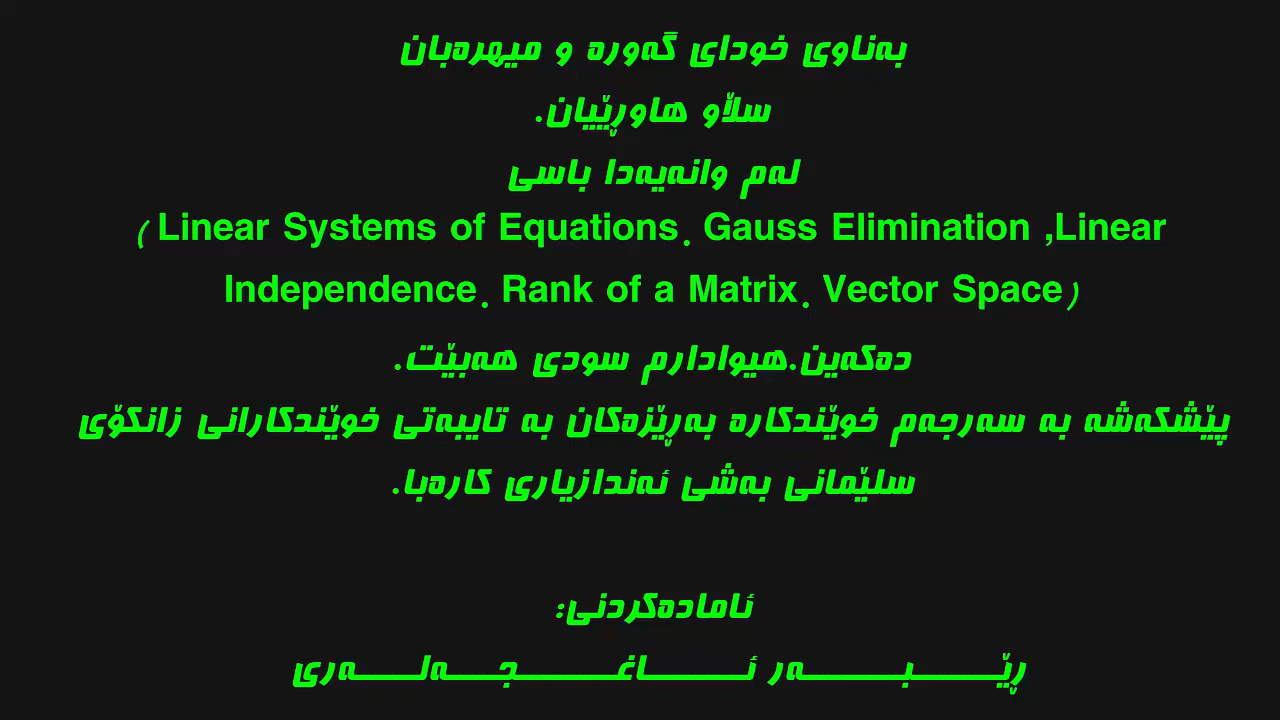 بەناوی خودای گەورە و میهرەبان
سڵاو هاوڕێیان.
لەم وانەیەدا باسی
( Linear Systems of Equations. Gauss Elimination ,Linear
Independence. Rank of a Matrix. Vector Space)
دەکەین.هیوادارم سودی هەبێت.
پێشکەشە بە سەرجەم خوێندکارە بەڕێزەکان بە تایبەتی خوێندکارانی زانکۆی
سلێمانی بەشی ئەندازیاری کارەبا.
ئامادەکردنی:
ڕێـــــــبـــــــەر ئـــــــاغـــــــجـــــەلـــــــەری